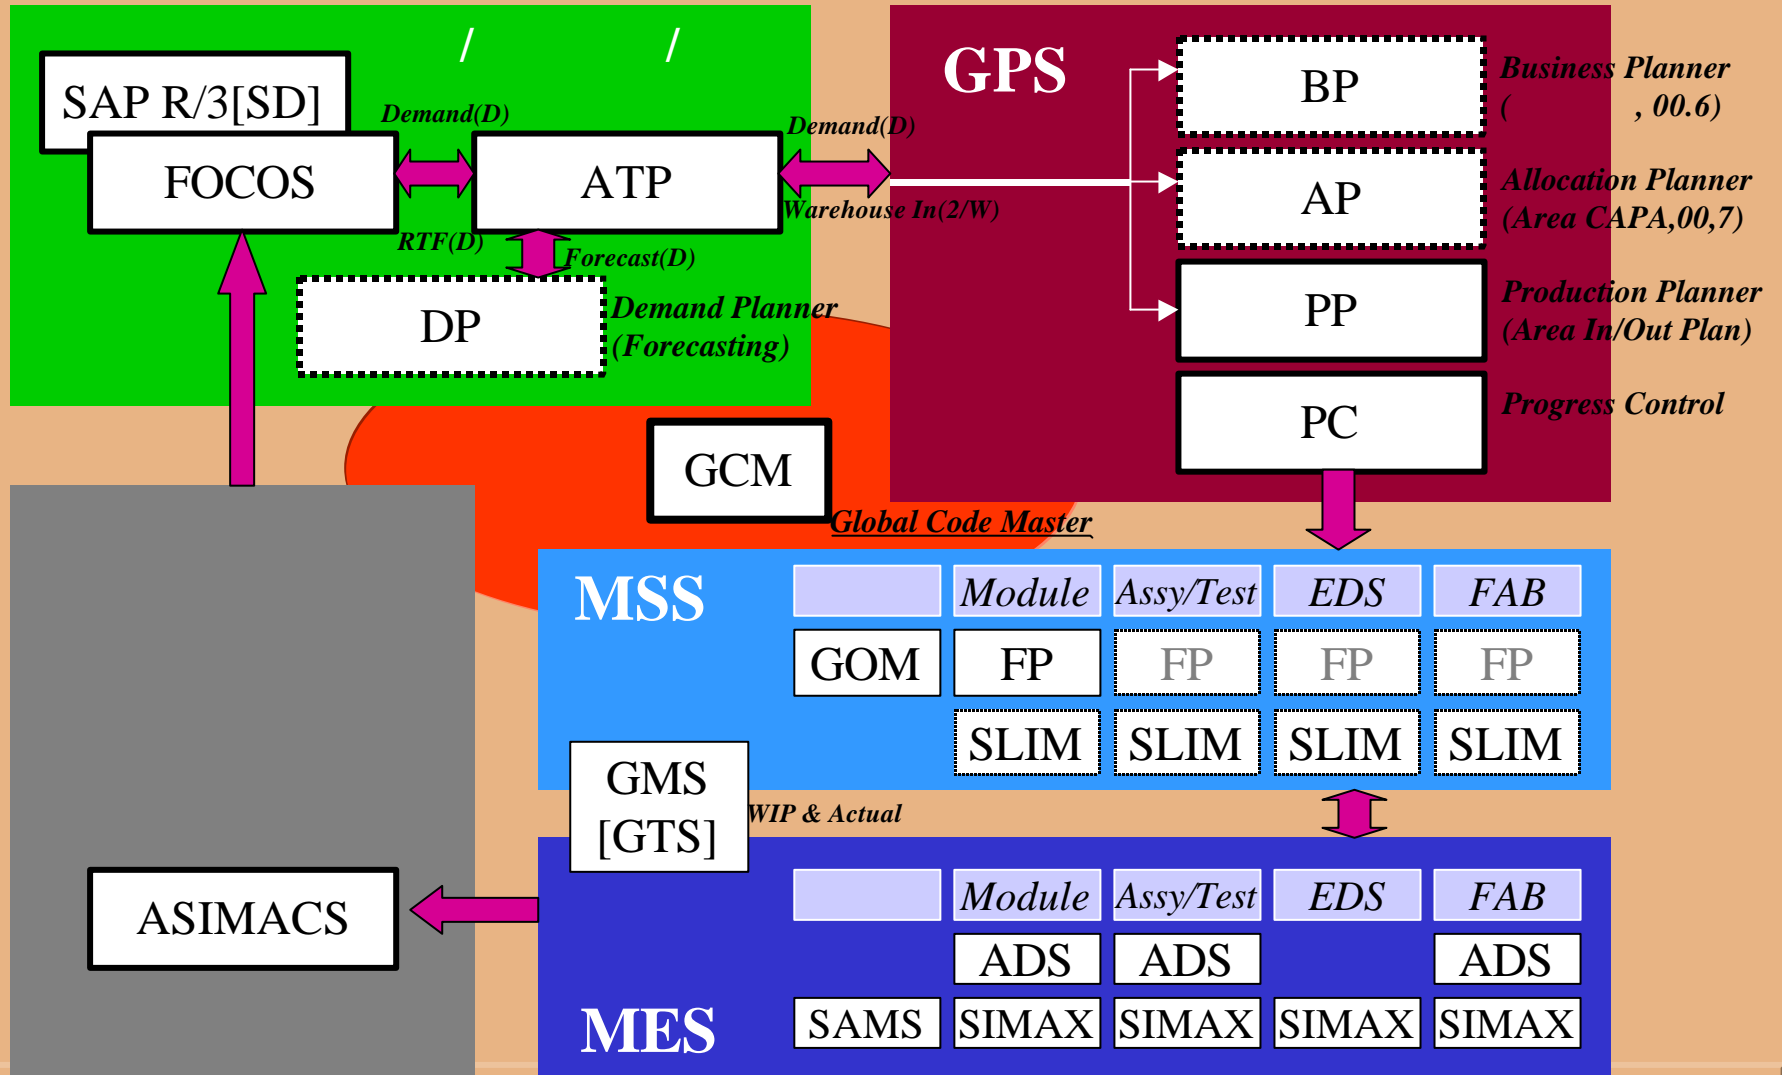 / /
SAP R/3[SD]
FOCOS
Demand(D)
ATP
RTF(D)
Forecast(D)
DP
Demand Planner
(Forecasting)
Demand(D)
Warehouse In(2/W)
GPS
BP
Business Planner
( , 00.6)
AP
Allocation Planner
(Area CAPA,00,7)
PP
Production Planner
(Area In/Out Plan)
PC
Progress Control
GCM
Global Code Master
MSS
Module Assy/Test EDS FAB
GOM FP FP FP FP
SLIM SLIM SLIM SLIM
GMS
[GTS]
WIP & Actual
ASIMACS
Module Assy/Test EDS FAB
ADS ADS ADS
MES
SAMS SIMAX SIMAX SIMAX SIMAX